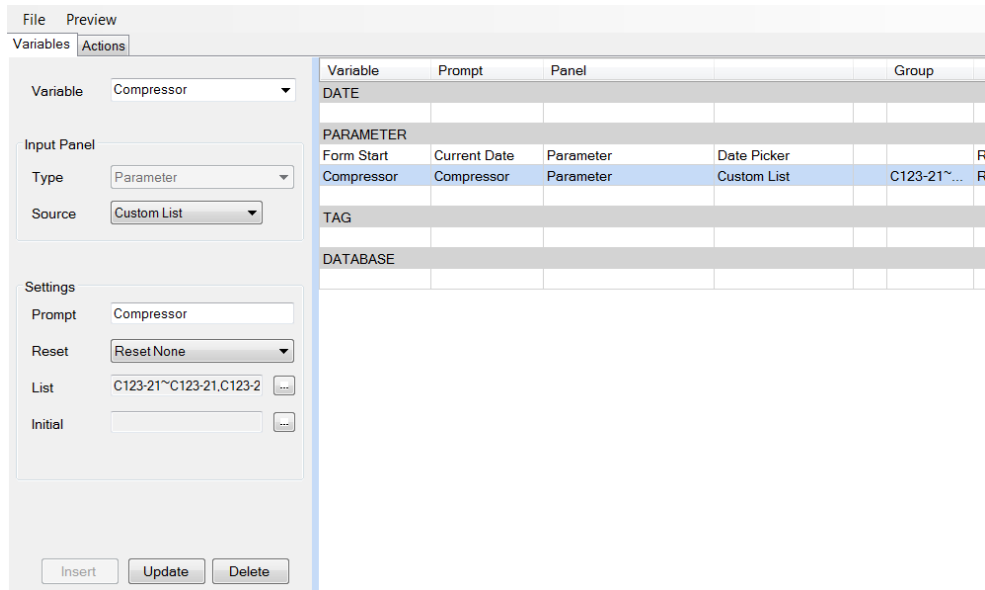 File Preview
Variables Actions
Variable Compressor
Input Panel
Type Parameter
Source Custom List
Settings
Prompt Compressor
Reset Reset None
List C123-21~C123-21,C123-2 ...
Initial ...
Insert Update Delete
Variable Prompt Panel Group
DATE
PARAMETER
Form Start Current Date Parameter Date Picker R
Compressor Compressor Parameter Custom List C123-21~... R
TAG
DATABASE